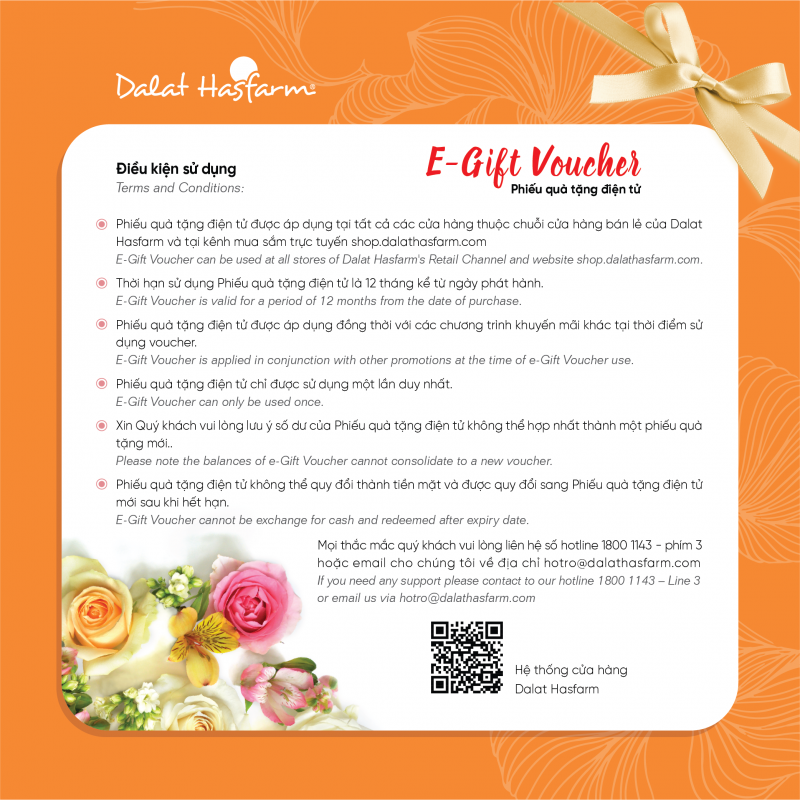 Dalat Hasfarm®
E-Gift Voucher
Phiếu quà tặng điện tử
Điều kiện sử dụng
Terms and Conditions:
Phiếu quà tặng điện tử được áp dụng tại tất cả các cửa hàng thuộc chuỗi cửa hàng bán lẻ của Dalat
Hasfarm và tại kênh mua sắm trực tuyến shop.dalathasfarm.com
E-Gift Voucher can be used at all stores of Dalat Hasfarm's Retail Channel and website shop.dalathasfarm.com.
Thời hạn sử dụng Phiếu quà tặng điện tử là 12 tháng kể từ ngày phát hành.
E-Gift Voucher is valid for a period of 12 months from the date of purchase.
Phiếu quà tặng điện tử được áp dụng đồng thời với các chương trình khuyến mãi khác tại thời điểm sử
dụng voucher.
E-Gift Voucher is applied in conjunction with other promotions at the time of e-Gift Voucher use.
Phiếu quà tặng điện tử chỉ được sử dụng một lần duy nhất.
E-Gift Voucher can only be used once.
Xin Quý khách vui lòng lưu ý số dư của Phiếu quà tặng điện tử không thể hợp nhất thành một phiếu quà
tặng mới..
Please note the balances of e-Gift Voucher cannot consolidate to a new voucher.
Phiếu quà tặng điện tử không thể quy đổi thành tiền mặt và được quy đổi sang Phiếu quà tặng điện tử
mới sau khi hết hạn.
E-Gift Voucher cannot be exchange for cash and redeemed after expiry date.
Mọi thắc mắc quý khách vui lòng liên hệ số hotline 1800 1143 - phím 3
hoặc email cho chúng tôi về địa chỉ hotro@dalathasfarm.com
If you need any support please contact to our hotline 1800 1143 – Line 3
or email us via hotro@dalathasfarm.com
Hệ thống cửa hàng
Dalat Hasfarm